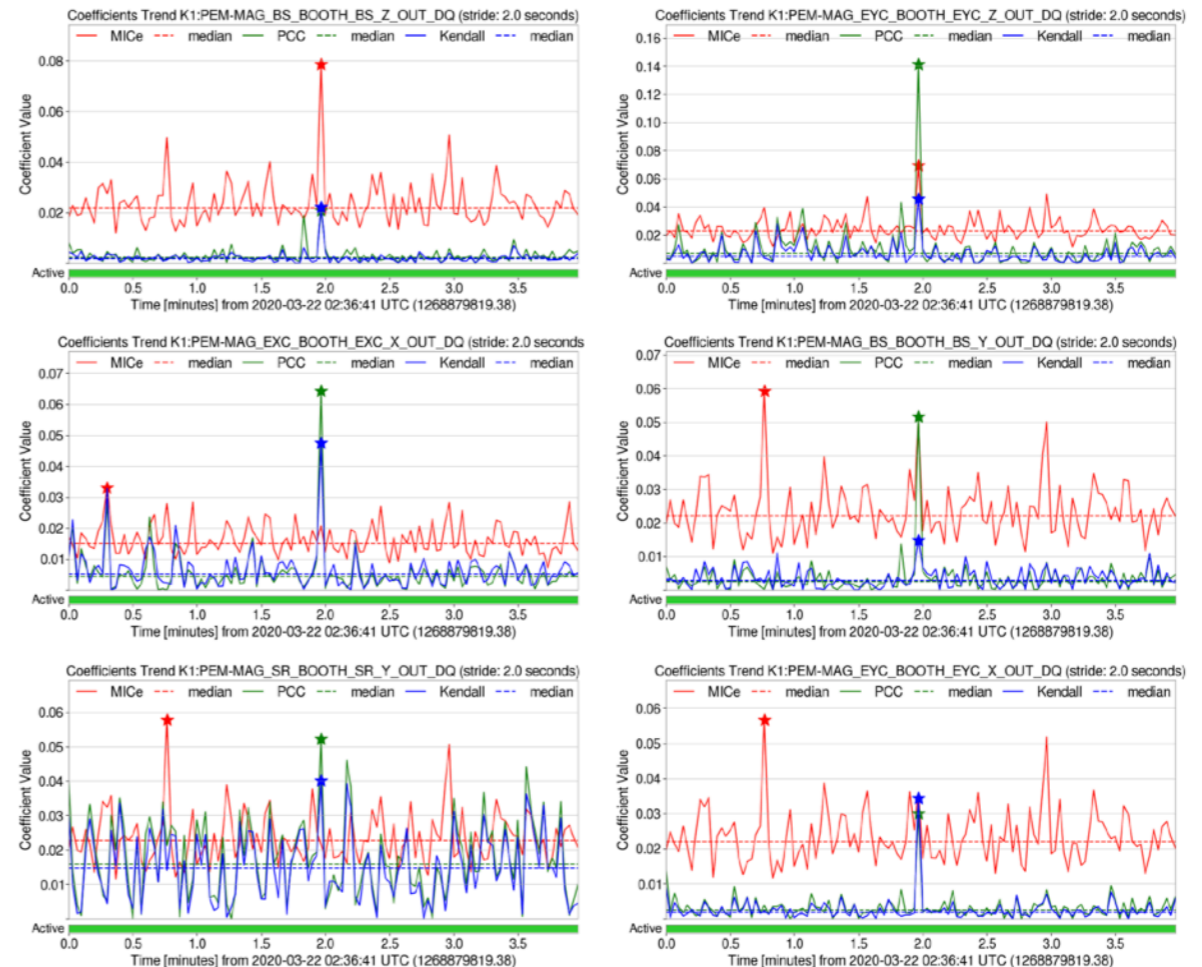 Coefficients Trend K1:PEM-MAG_BS_BOOTH_BS_Z_OUT_DQ (stride: 2.0 seconds)
MICe median PCC median Kendall median
0.08
0.06
0.04
0.02
Coefficient Value
Active
0.0 0.5 1.0 1.5 2.0 2.5 3.0 3.5
Time [minutes] from 2020-03-22 02:36:41 UTC (1268879819.38)
Coefficients Trend K1:PEM-MAG_EYC_BOOTH_EYC_Z_OUT_DQ (stride: 2.0 seconds)
MICe median PCC median Kendall median
0.16
0.14
0.12
0.10
0.08
0.06
0.04
0.02
Coefficient Value
Active
0.0 0.5 1.0 1.5 2.0 2.5 3.0 3.5
Time [minutes] from 2020-03-22 02:36:41 UTC (1268879819.38)
Coefficients Trend K1:PEM-MAG_EXC_BOOTH_EXC_X_OUT_DQ (stride: 2.0 seconds
MICe median PCC median Kendall median
0.07
0.06
0.05
0.04
0.03
0.02
0.01
Coefficient Value
Active
0.0 0.5 1.0 1.5 2.0 2.5 3.0 3.5
Time [minutes] from 2020-03-22 02:36:41 UTC (1268879819.38)
Coefficients Trend K1:PEM-MAG_BS_BOOTH_BS_Y_OUT_DQ (stride: 2.0 seconds)
MICe median PCC median Kendall median
0.07
0.06
0.05
0.04
0.03
0.02
0.01
Coefficient Value
Active
0.0 0.5 1.0 1.5 2.0 2.5 3.0 3.5
Time [minutes] from 2020-03-22 02:36:41 UTC (1268879819.38)
Coefficients Trend K1:PEM-MAG_SR_BOOTH_SR_Y_OUT_DQ (stride: 2.0 seconds)
MICe median PCC median Kendall median
0.06
0.05
0.04
0.03
0.02
0.01
Coefficient Value
Active
0.0 0.5 1.0 1.5 2.0 2.5 3.0 3.5
Time [minutes] from 2020-03-22 02:36:41 UTC (1268879819.38)
Coefficients Trend K1:PEM-MAG_EYC_BOOTH_EYC_X_OUT_DQ (stride: 2.0 seconds)
MICe median PCC median Kendall median
0.06
0.05
0.04
0.03
0.02
0.01
Coefficient Value
Active
0.0 0.5 1.0 1.5 2.0 2.5 3.0 3.5
Time [minutes] from 2020-03-22 02:36:41 UTC (1268879819.38)